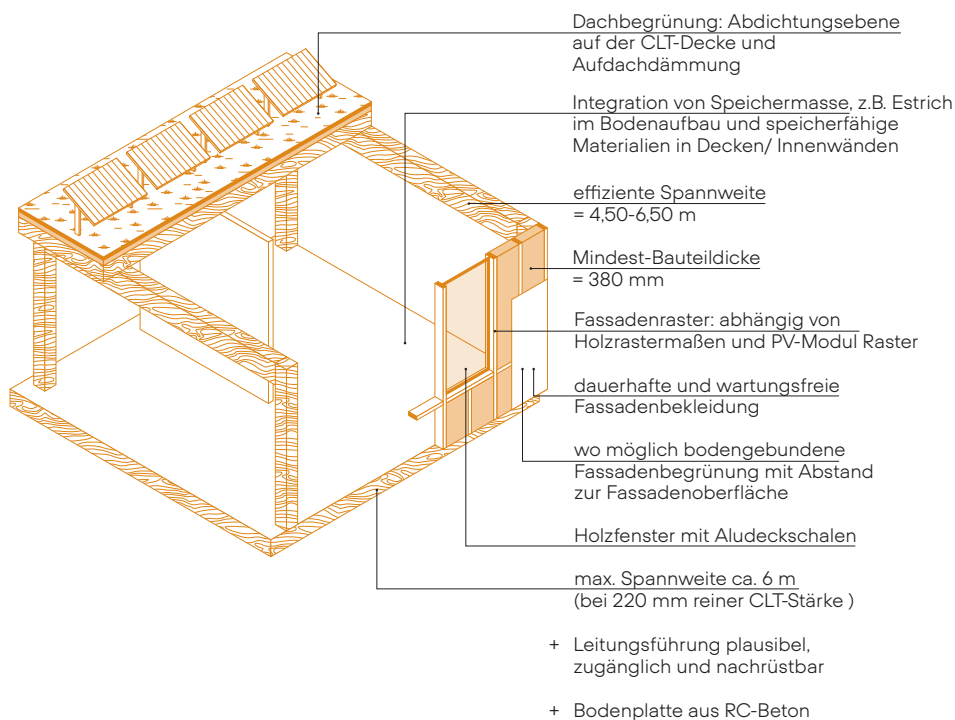 Dachbegrünung: Abdichtungsebene
auf der CLT-Decke und
Aufdachdämmung
Integration von Speichermasse, z.B. Estrich
im Bodenaufbau und speicherfähige
Materialien in Decken/ Innenwänden
effiziente Spannweite
= 4,50-6,50 m
Mindest-Bauteildicke
= 380 mm
Fassadenraster: abhängig von
Holzrastermaßen und PV-Modul Raster
dauerhafte und wartungsfreie
Fassadenbekleidung
wo möglich bodengebundene
Fassadenbegrünung mit Abstand
zur Fassadenoberfläche
Holzfenster mit Aludeckschalen
max. Spannweite ca. 6 m
(bei 220 mm reiner CLT-Stärke )
+ Leitungsführung plausibel,
zugänglich und nachrüstbar
+ Bodenplatte aus RC-Beton